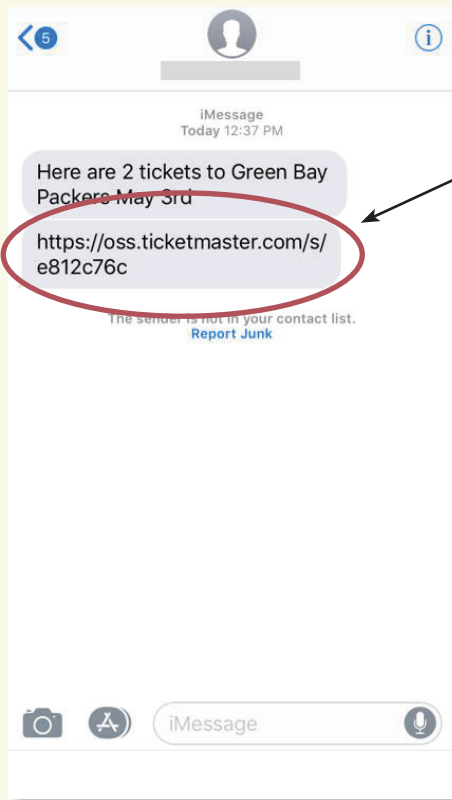 5
i
iMessage
Today 12:37 PM
Here are 2 tickets to Green Bay
Packers May 3rd
https://oss.ticketmaster.com/s/
e812c76c
The sender is not in your contact list.
Report Junk
iMessage